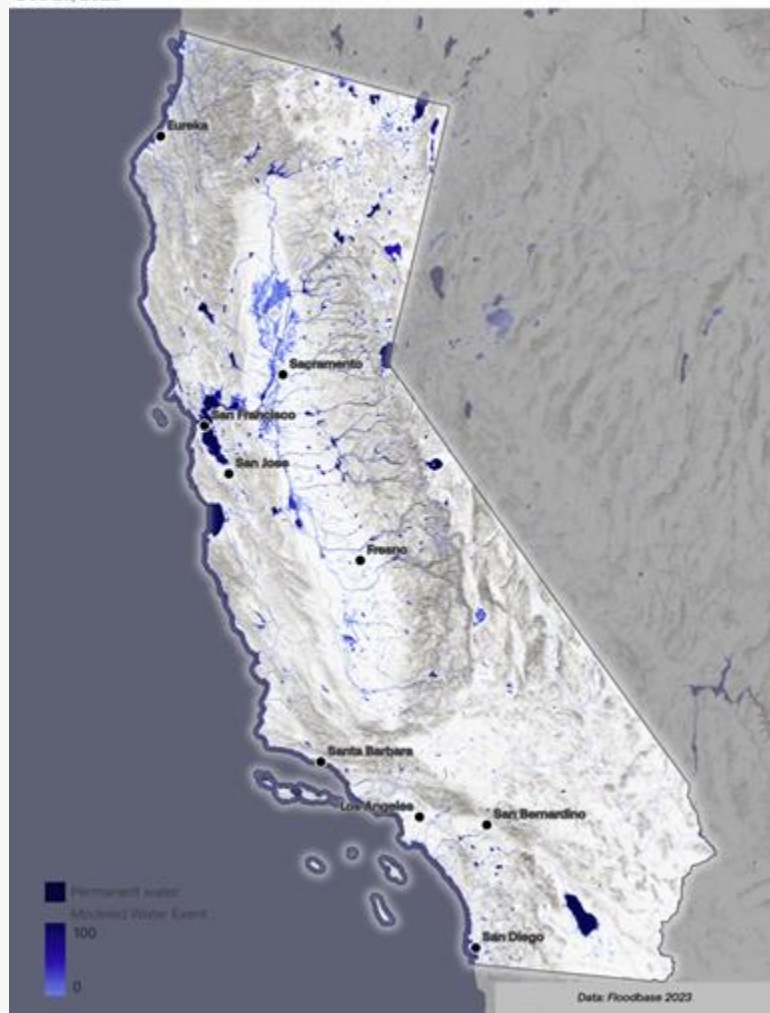 Eureka
Sacramento
San Francisco
San Jose
Fresno
Santa Barbara
Los Angeles
San Bernardino
San Diego
Permanent water
Modeled Water Event
100
0
Data: Floodbase 2023